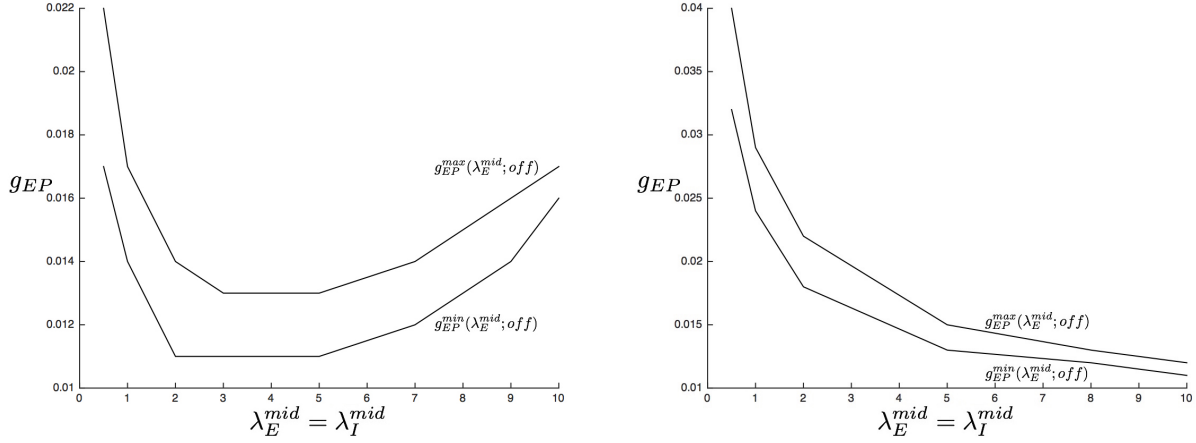 0.022
0.02
0.018
0.016
0.014
0.012
0.01
0 1 2 3 4 5 6 7 8 9 10
g_{EP}
g_{EP}^{max}(λ_E^{mid}; off)
g_{EP}^{min}(λ_E^{mid}; off)
λ_E^{mid} = λ_I^{mid}
0.04
0.035
0.03
0.025
0.02
0.015
0.01
0 1 2 3 4 5 6 7 8 9 10
g_{EP}
g_{EP}^{max}(λ_E^{mid}; off)
g_{EP}^{min}(λ_E^{mid}; off)
λ_E^{mid} = λ_I^{mid}